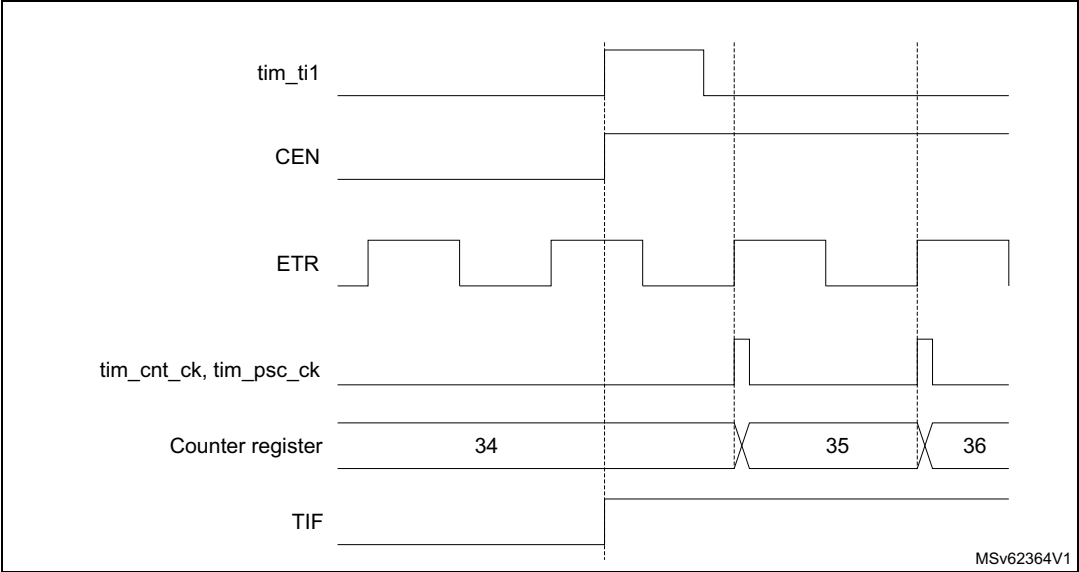 tim_ti1
CEN
ETR
tim_cnt_ck, tim_psc_ck
Counter register 34 35 36
TIF
MSv62364V1